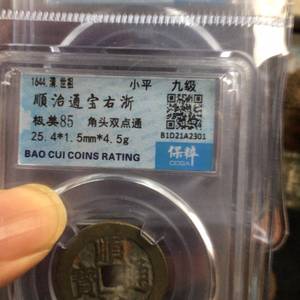 1644.清.世祖 小平 九级
顺治通宝右浙
极美85 角头双点通
25.4*1.5mm*4.5g
B1D21A2301
BAO CUI COINS RATING
保粹